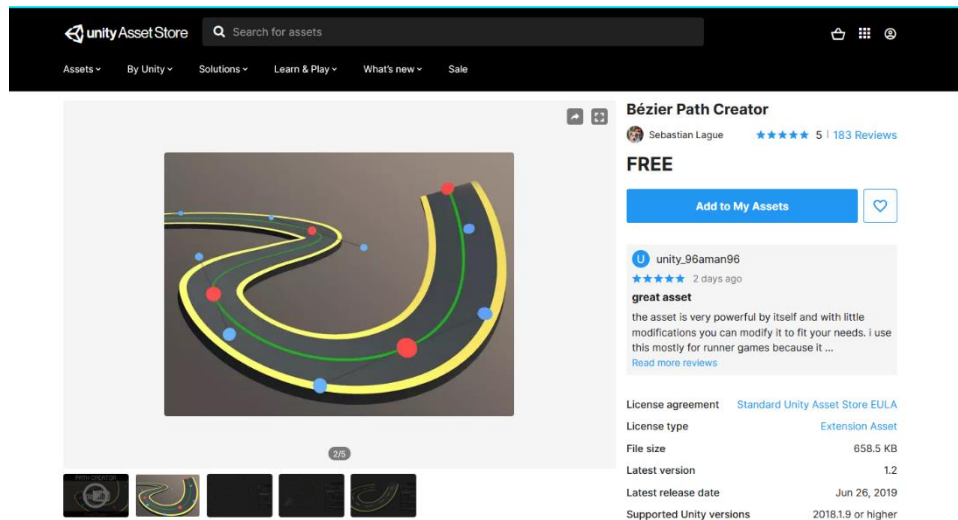 unity Asset Store
Search for assets
Assets By Unity Solutions Learn & Play What's new Sale
Bézier Path Creator
Sebastian Lague 5 | 183 Reviews
FREE
Add to My Assets
U unity_96aman96
2 days ago
great asset
the asset is very powerful by itself and with little
modifications you can modify it to fit your needs. i use
this mostly for runner games because it ...
Read more reviews
License agreement Standard Unity Asset Store EULA
License type Extension Asset
File size 658.5 KB
Latest version 1.2
Latest release date Jun 26, 2019
Supported Unity versions 2018.1.9 or higher
2/5
PATH CREATOR